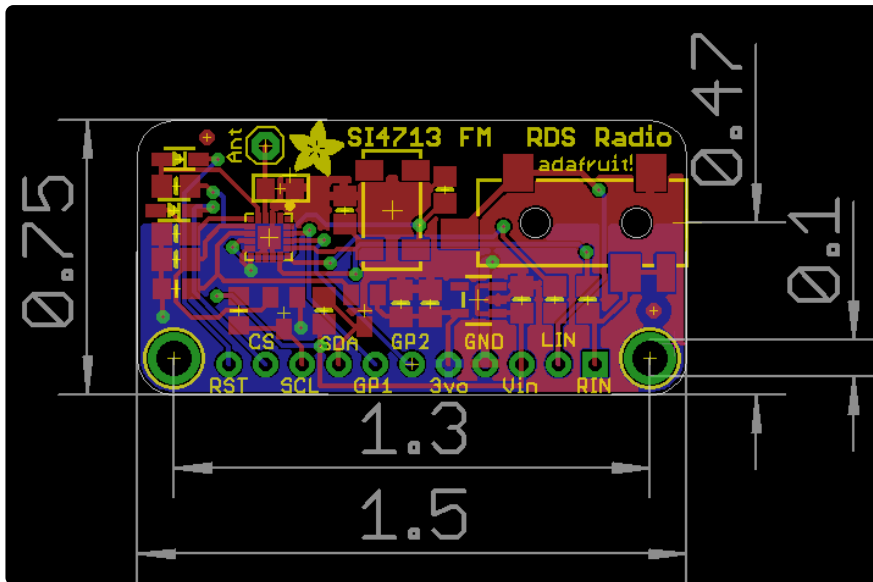 0.47
Ant
SI4713 FM RDS Radio
adafruit!
0.75
0.1
CS SDA GP2 GND LIN
RST SCL GP1 3vo Vin RIN
1.3
1.5